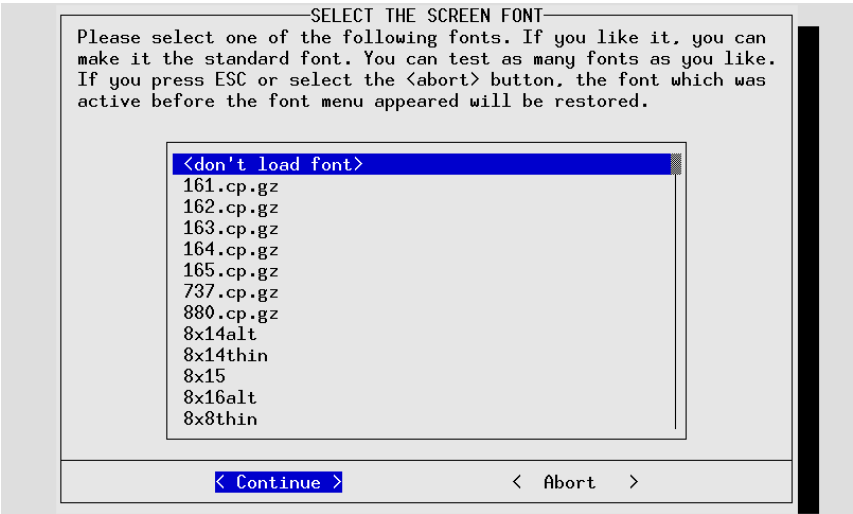 SELECT THE SCREEN FONT
Please select one of the following fonts. If you like it, you can
make it the standard font. You can test as many fonts as you like.
If you press ESC or select the <abort> button, the font which was
active before the font menu appeared will be restored.
<don't load font>
161.cp.gz
162.cp.gz
163.cp.gz
164.cp.gz
165.cp.gz
737.cp.gz
880.cp.gz
8x14alt
8x14thin
8x15
8x16alt
8x8thin
< Continue > < Abort >